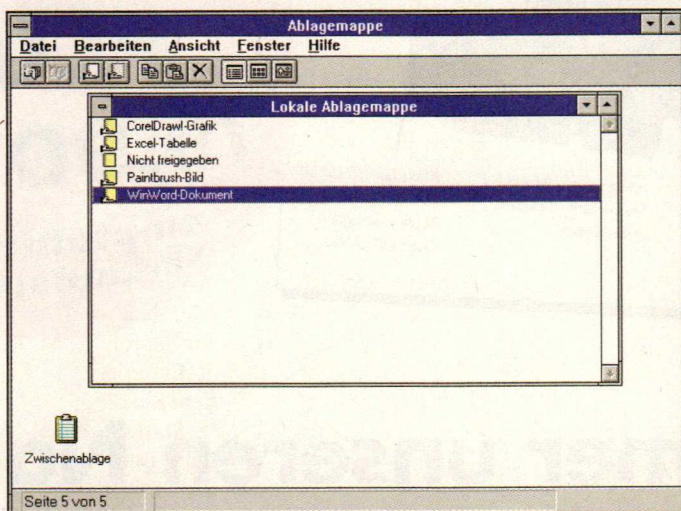 Ablagemappe
Datei Bearbeiten Ansicht Fenster Hilfe
Lokale Ablagemappe
CorelDraw!-Grafik
Excel-Tabelle
Nicht freigegeben
Paintbrush-Bild
WinWord-Dokument
Zwischenablage
Seite 5 von 5